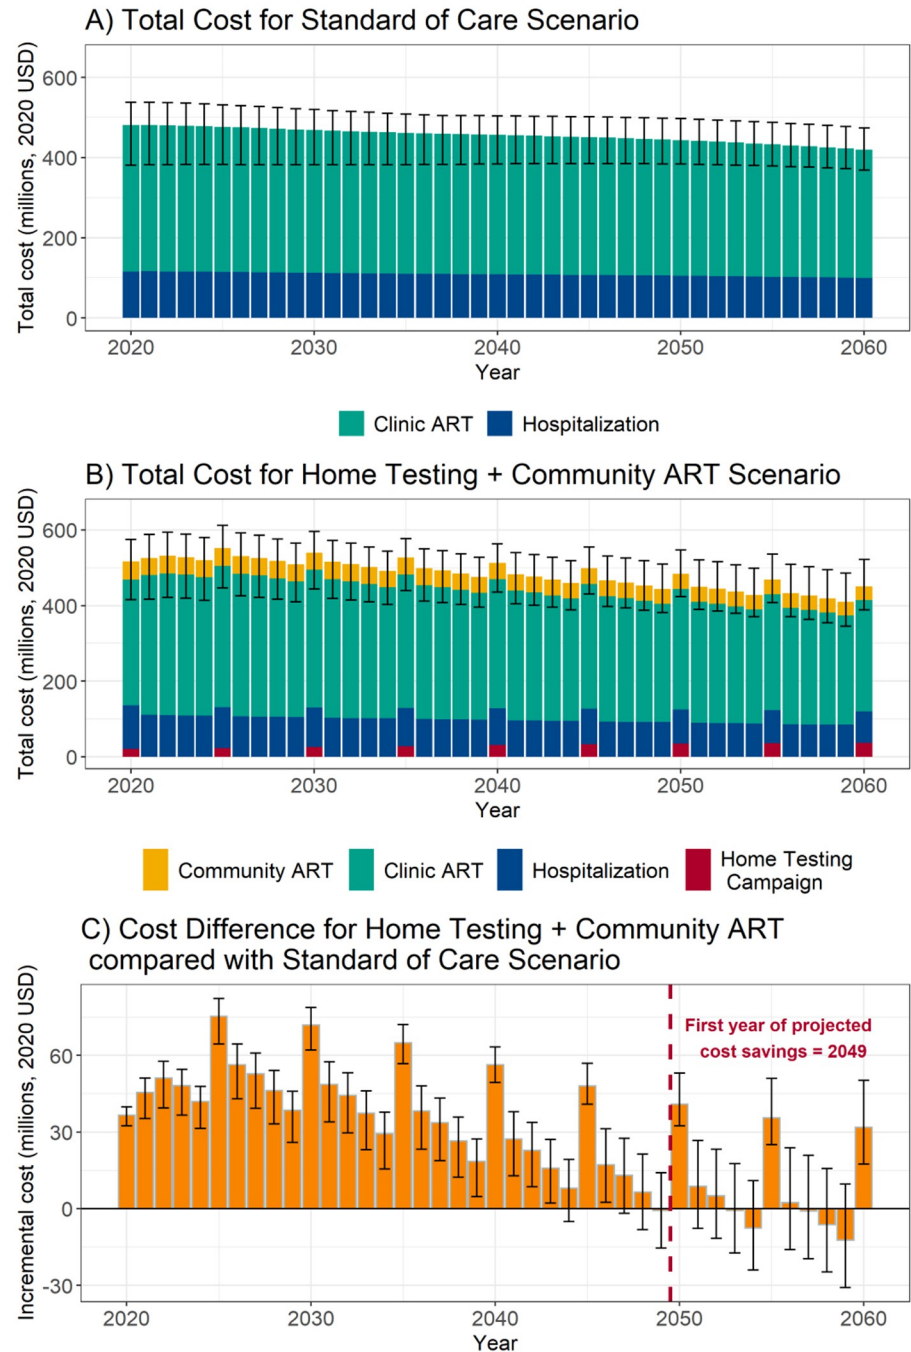 A) Total Cost for Standard of Care Scenario
Total cost (millions, 2020 USD)
600
400
200
0
2020 2030 2040 2050 2060
Year
Clinic ART Hospitalization
B) Total Cost for Home Testing + Community ART Scenario
Total cost (millions, 2020 USD)
600
400
200
0
2020 2030 2040 2050 2060
Year
Community ART Clinic ART Hospitalization Home Testing
Campaign
C) Cost Difference for Home Testing + Community ART
compared with Standard of Care Scenario
Incremental cost (millions, 2020 USD)
First year of projected
cost savings = 2049
60
30
0
-30
2020 2030 2040 2050 2060
Year